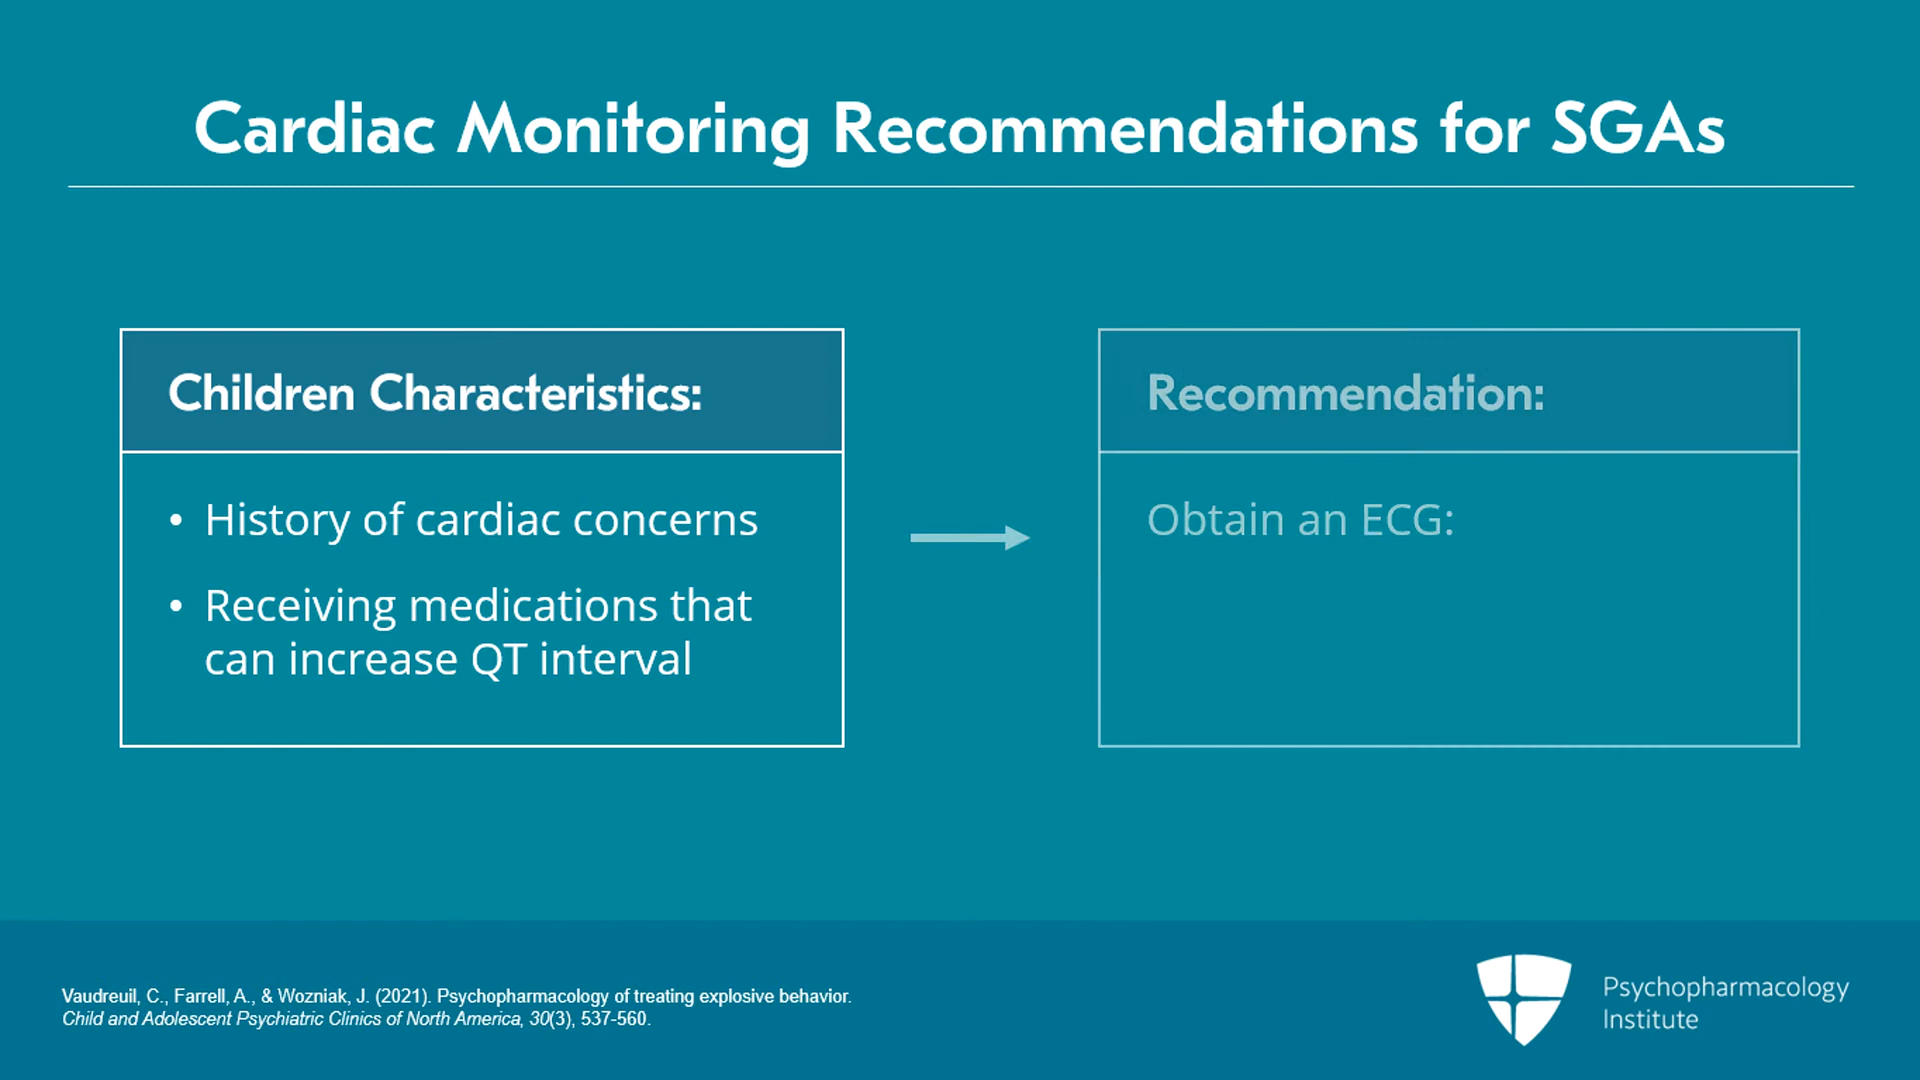 Cardiac Monitoring Recommendations for SGAs
Children Characteristics:
• History of cardiac concerns
• Receiving medications that
can increase QT interval
Recommendation:
Obtain an ECG:
Vaudreuil, C., Farrell, A., & Wozniak, J. (2021). Psychopharmacology of treating explosive behavior.
Child and Adolescent Psychiatric Clinics of North America, 30(3), 537-560.
Psychopharmacology
Institute